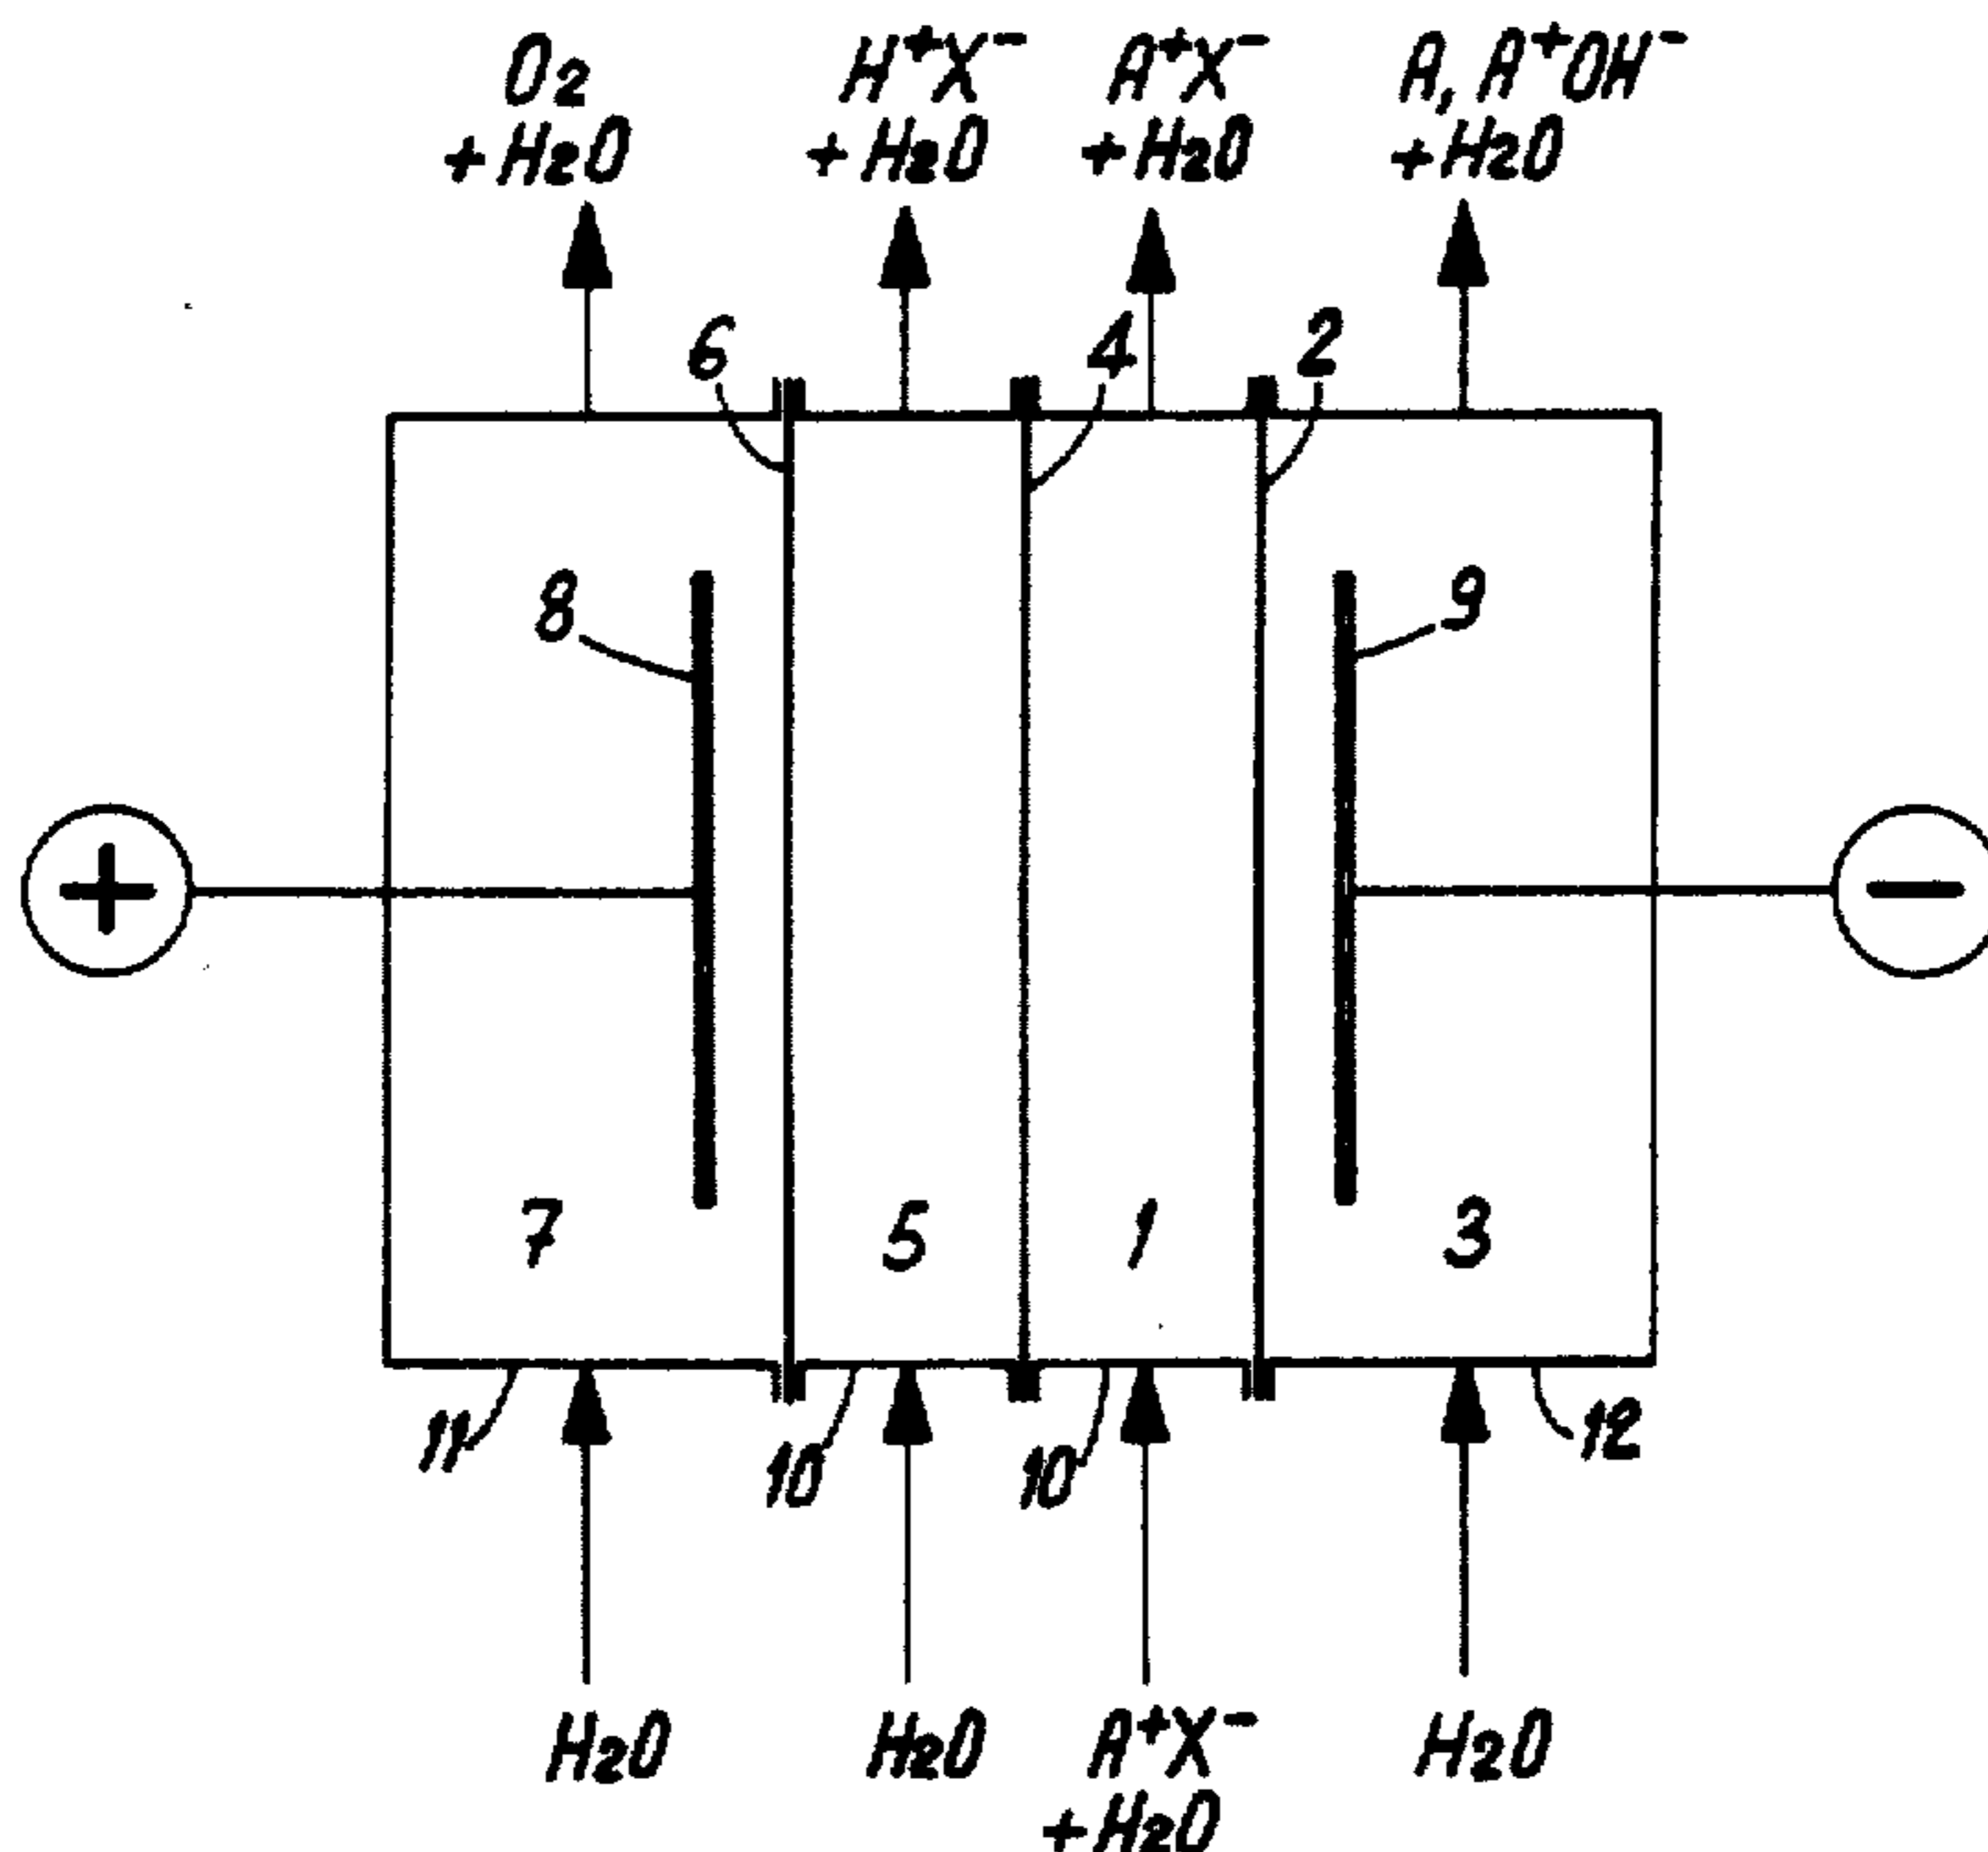 O2 H⁺X⁻ A⁺X⁻ A, A⁺OH⁻
+H2O +H2O +H2O +H2O
6 4 2
8 9
+ −
7 5 1 3
11 10 10 12
H2O H2O A⁺X⁻ H2O
+H2O